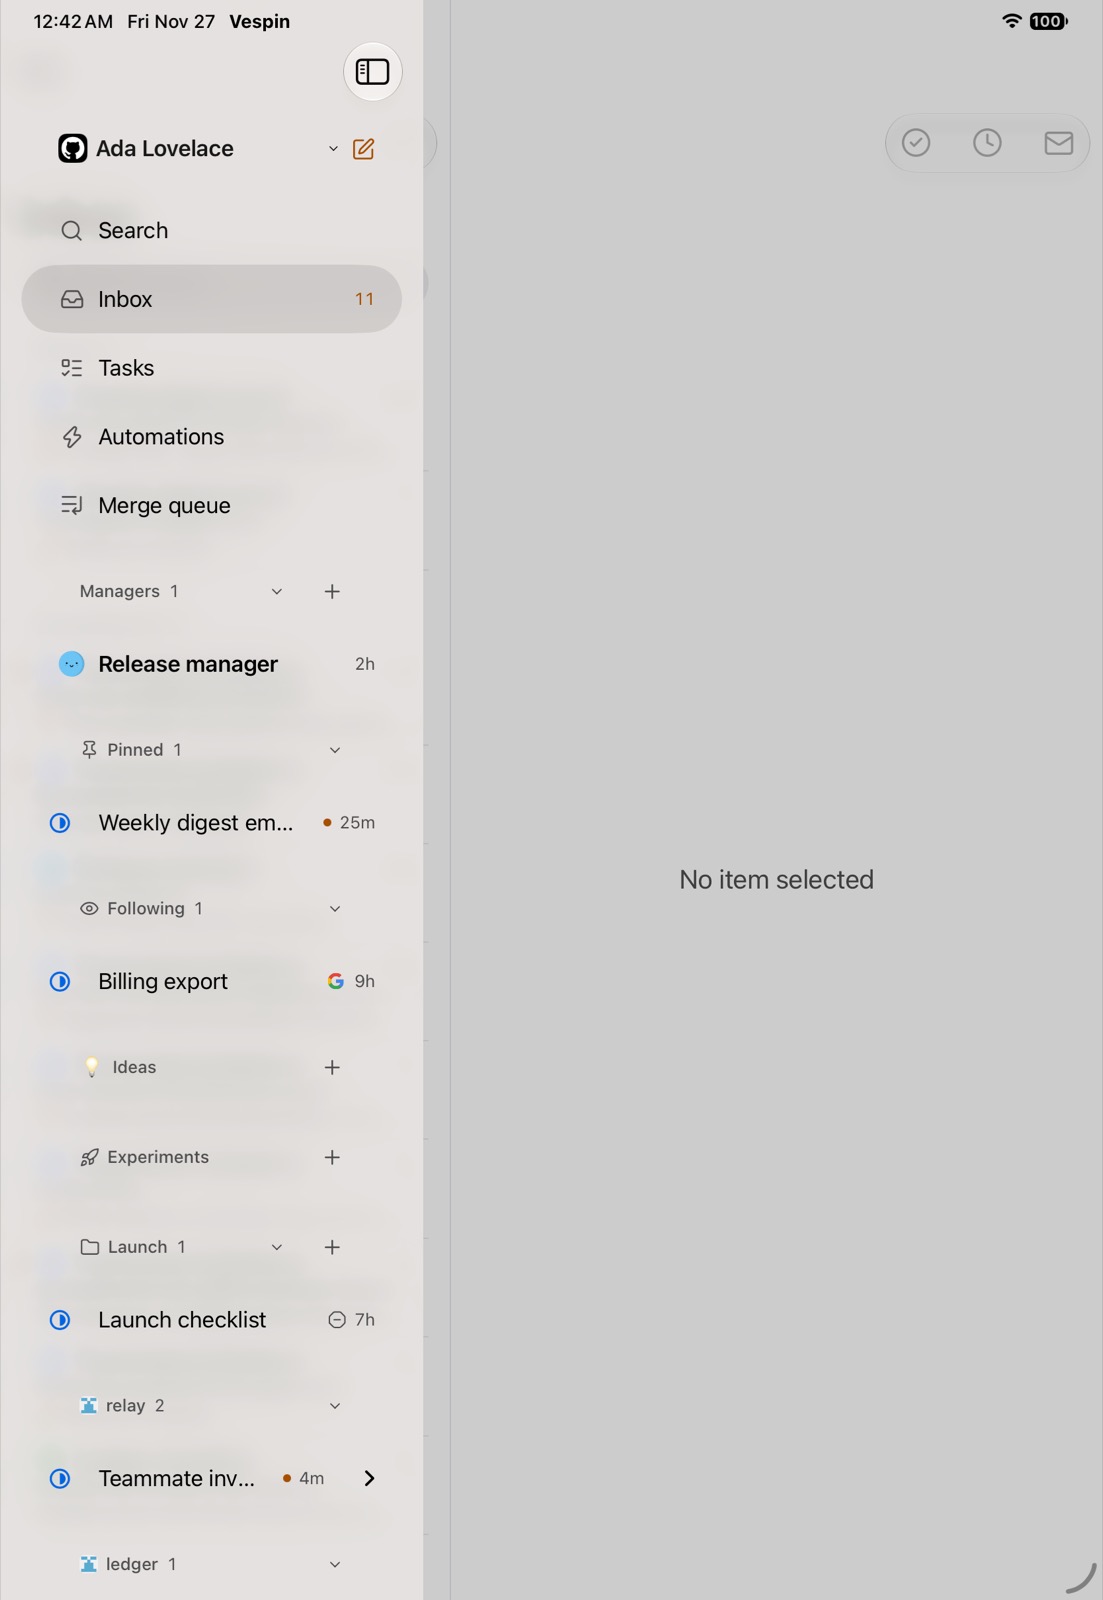 12:42 AM Fri Nov 27 Vespin
100
Ada Lovelace
Search
Inbox 11
Tasks
Automations
Merge queue
Managers 1
Release manager 2h
Pinned 1
Weekly digest em... 25m
No item selected
Following 1
Billing export 9h
Ideas
Experiments
Launch 1
Launch checklist 7h
relay 2
Teammate inv... 4m
ledger 1